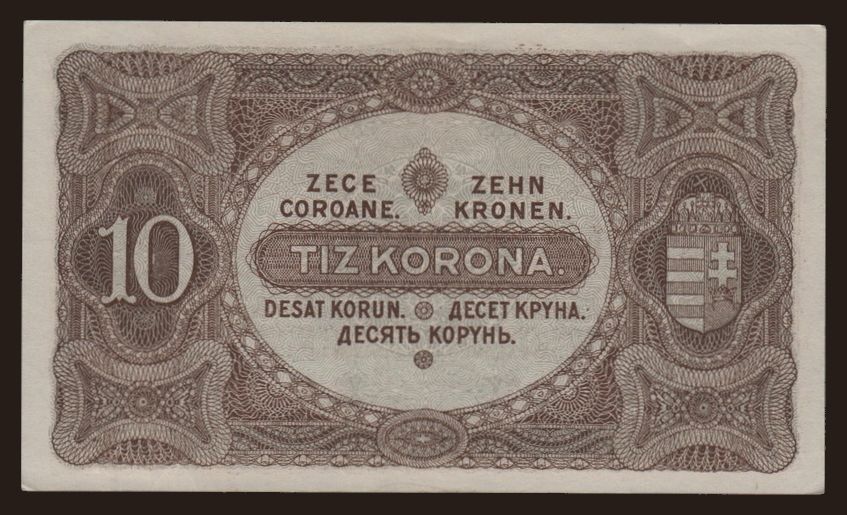 ZECE ZEHN
COROANE. KRONEN.
10
TIZ KORONA.
DESAT KORUN. ДЕСЕТ КРУНА.
ДЕСЯТЬ КОРУНЬ.